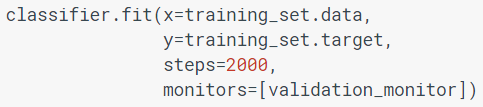 classifier.fit(x=training_set.data,
               y=training_set.target,
               steps=2000,
               monitors=[validation_monitor])